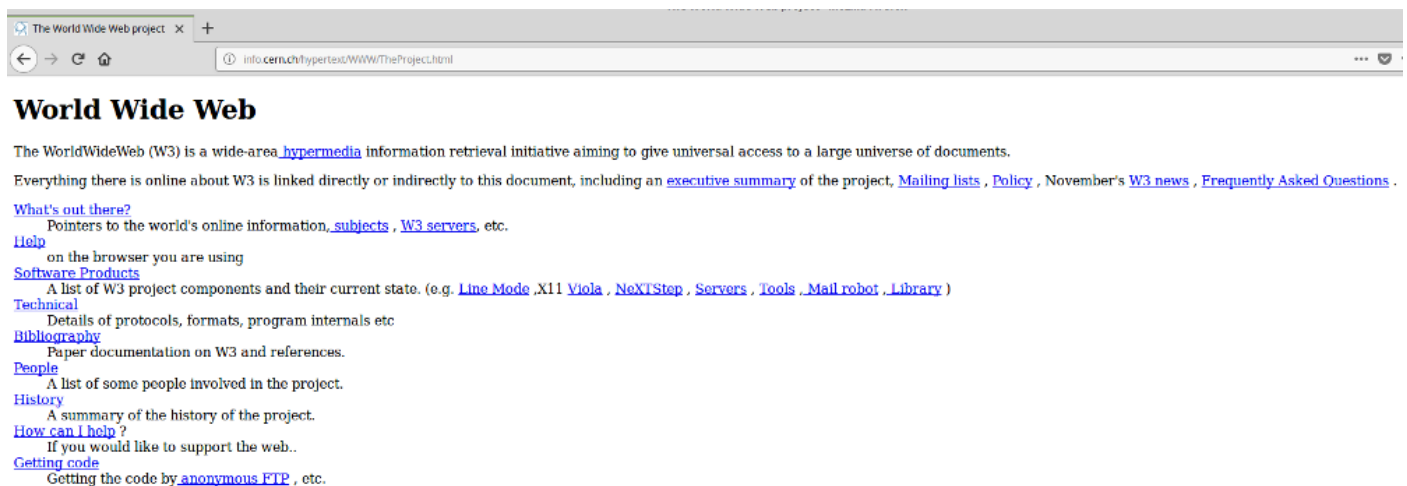 The World Wide Web project
info.cern.ch/hypertext/WWW/TheProject.html
World Wide Web
The WorldWideWeb (W3) is a wide-area hypermedia information retrieval initiative aiming to give universal access to a large universe of documents.
Everything there is online about W3 is linked directly or indirectly to this document, including an executive summary of the project, Mailing lists , Policy , November's W3 news , Frequently Asked Questions .
What's out there?
Pointers to the world's online information, subjects , W3 servers, etc.
Help
on the browser you are using
Software Products
A list of W3 project components and their current state. (e.g. Line Mode ,X11 Viola , NeXTStep , Servers , Tools , Mail robot , Library )
Technical
Details of protocols, formats, program internals etc
Bibliography
Paper documentation on W3 and references.
People
A list of some people involved in the project.
History
A summary of the history of the project.
How can I help ?
If you would like to support the web..
Getting code
Getting the code by anonymous FTP , etc.